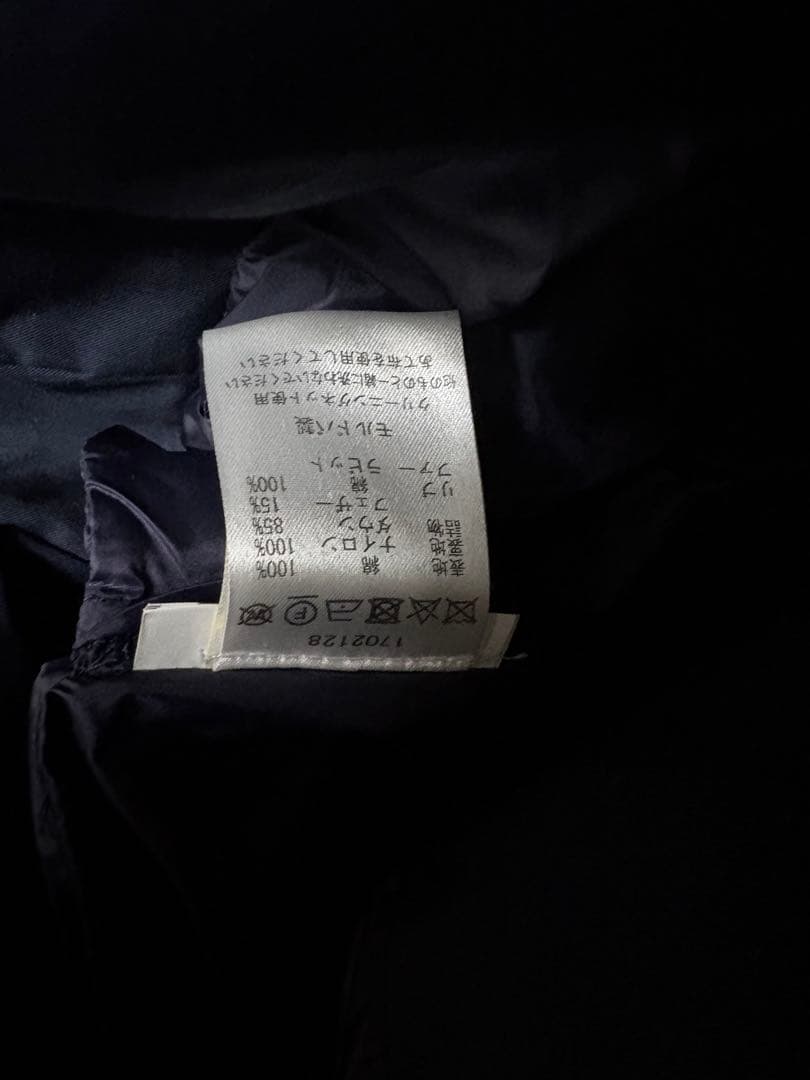 1702128
表地 綿 100%
裏地 ナイロン 100%
詰物 ダウン 85%
フェザー 15%
リブ 綿 100%
ファー ラビット
モルドバ製
クリーニングネット使用
他のものと一緒に洗わないでください
あて布を使用してください